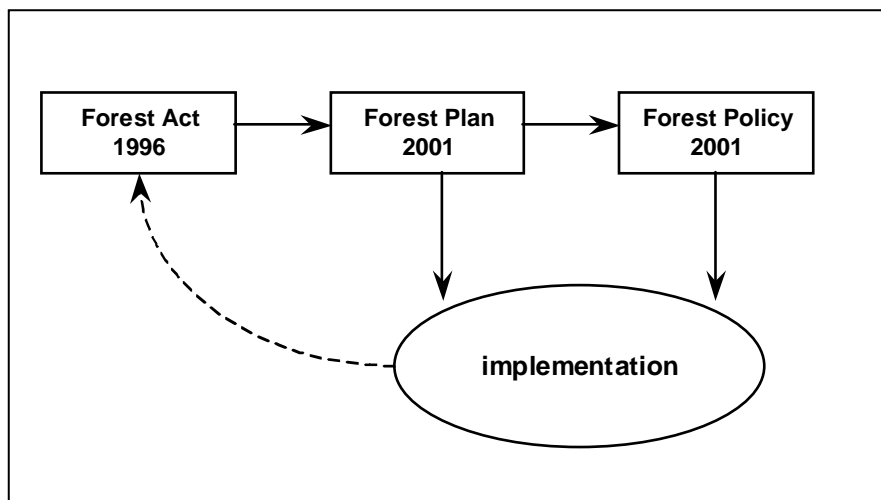 Forest Act
1996
Forest Plan
2001
Forest Policy
2001
implementation